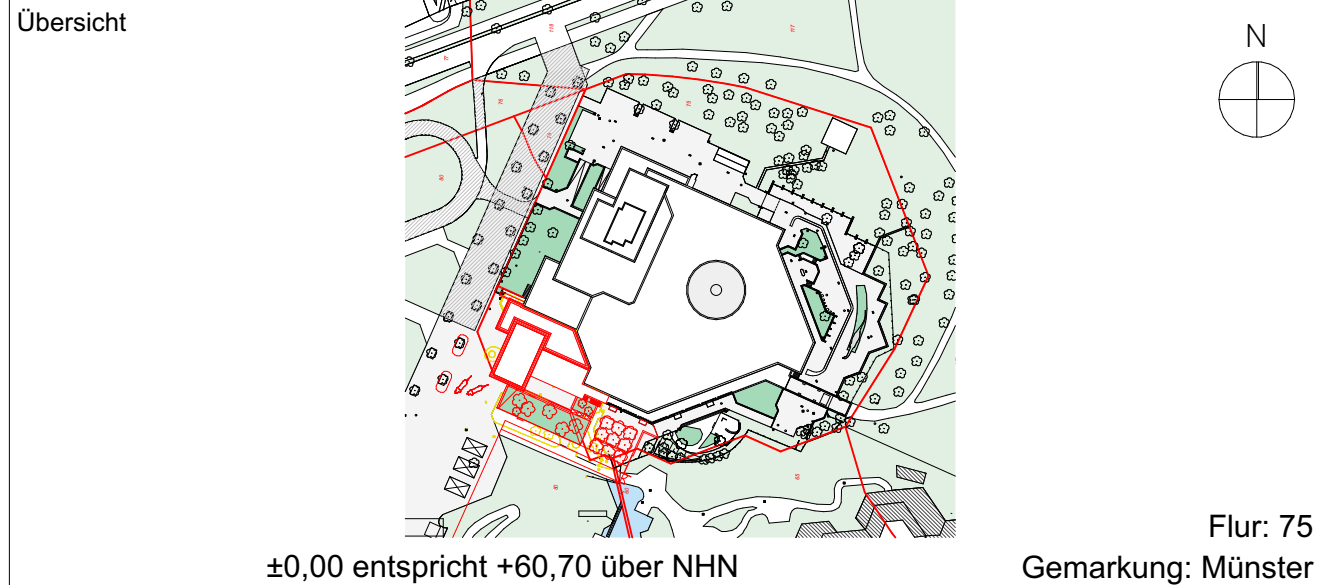 Übersicht
N
±0,00 entspricht +60,70 über NHN
Flur: 75
Gemarkung: Münster